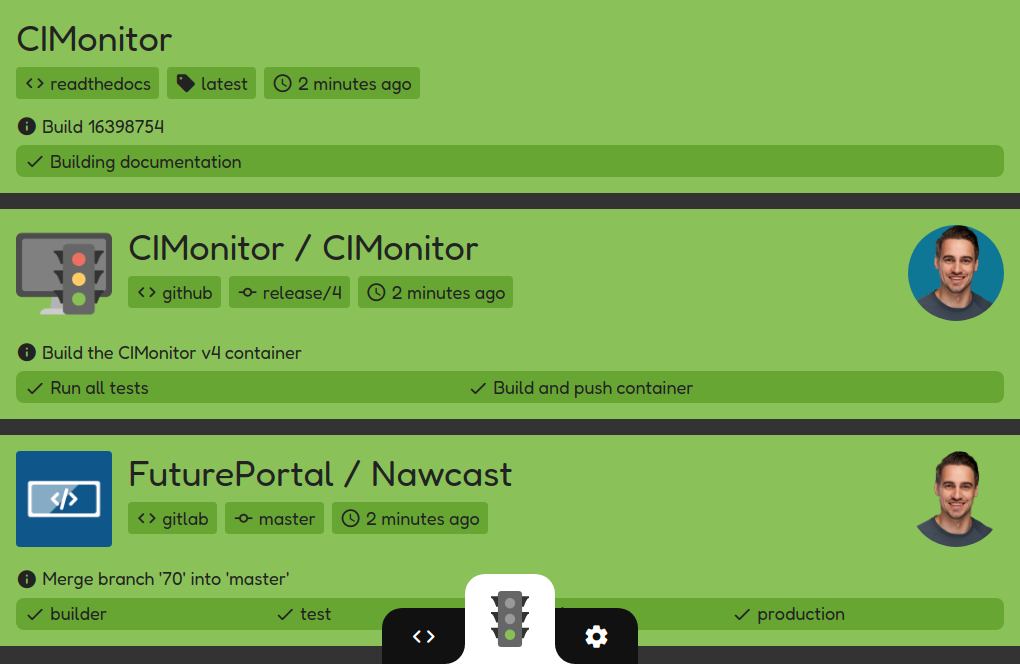 CIMonitor
readthedocs latest 2 minutes ago
Build 16398754
Building documentation
CIMonitor / CIMonitor
github release/4 2 minutes ago
Build the CIMonitor v4 container
Run all tests Build and push container
FuturePortal / Nawcast
gitlab master 2 minutes ago
Merge branch '70' into 'master'
builder test production